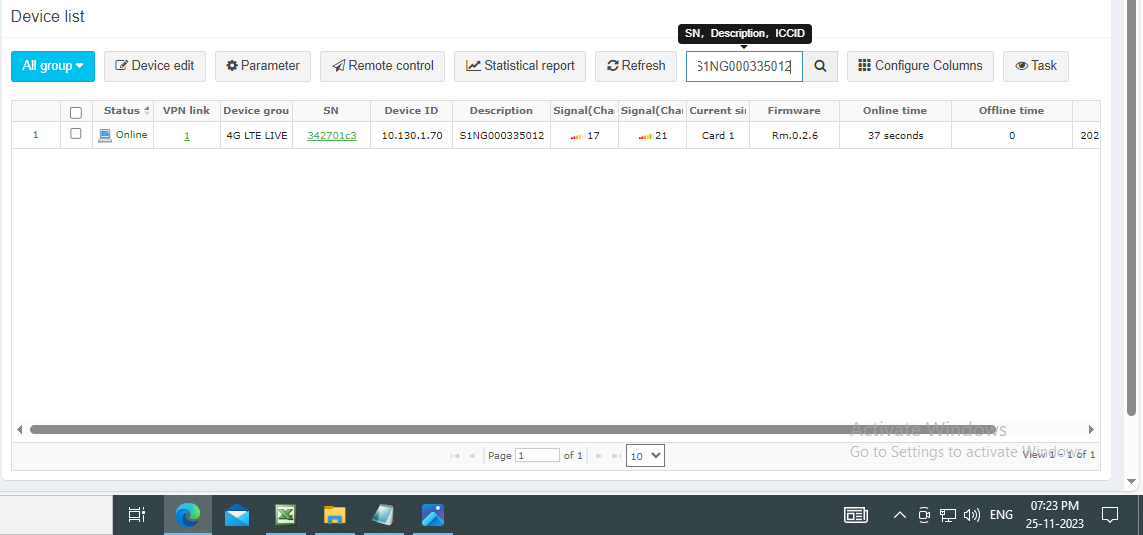 Device list
SN, Description, ICCID
All group Device edit Parameter Remote control Statistical report Refresh S1NG000335012 Configure Columns Task
Status VPN link Device grou SN Device ID Description Signal(Cha Signal(Cha Current si Firmware Online time Offline time
1 Online 1 4G LTE LIVE 342701c3 10.130.1.70 S1NG000335012 17 21 Card 1 Rm.0.2.6 37 seconds 0 202
Activate Windows
Go to Settings to activate Windows.
Page 1 of 1 10 View 1 - 1 of 1
ENG 07:23 PM
25-11-2023